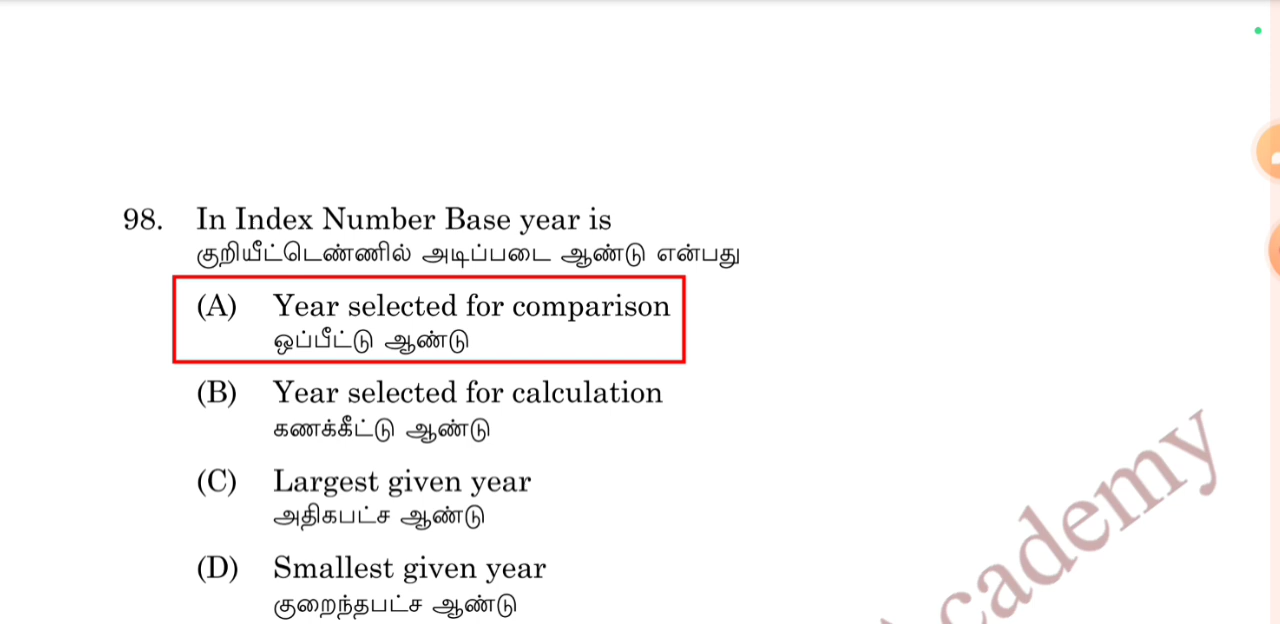 98. In Index Number Base year is
குறியீட்டெண்ணில் அடிப்படை ஆண்டு என்பது
(A) Year selected for comparison
ஒப்பீட்டு ஆண்டு
(B) Year selected for calculation
கணக்கீட்டு ஆண்டு
(C) Largest given year
அதிகபட்ச ஆண்டு
(D) Smallest given year
குறைந்தபட்ச ஆண்டு
cademy